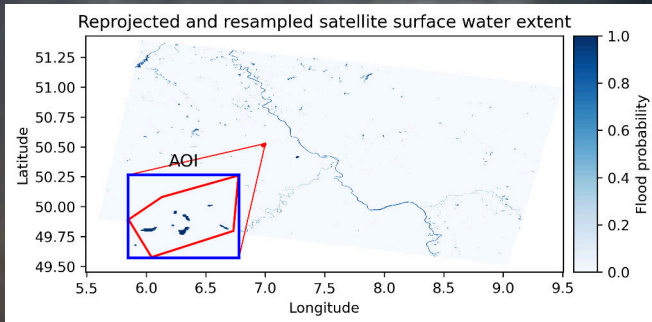 Reprojected and resampled satellite surface water extent
51.25
51.00
50.75
50.50
50.25
50.00
49.75
49.50
Latitude
AOI
5.5 6.0 6.5 7.0 7.5 8.0 8.5 9.0 9.5
Longitude
1.0
0.8
0.6
0.4
0.2
0.0
Flood probability